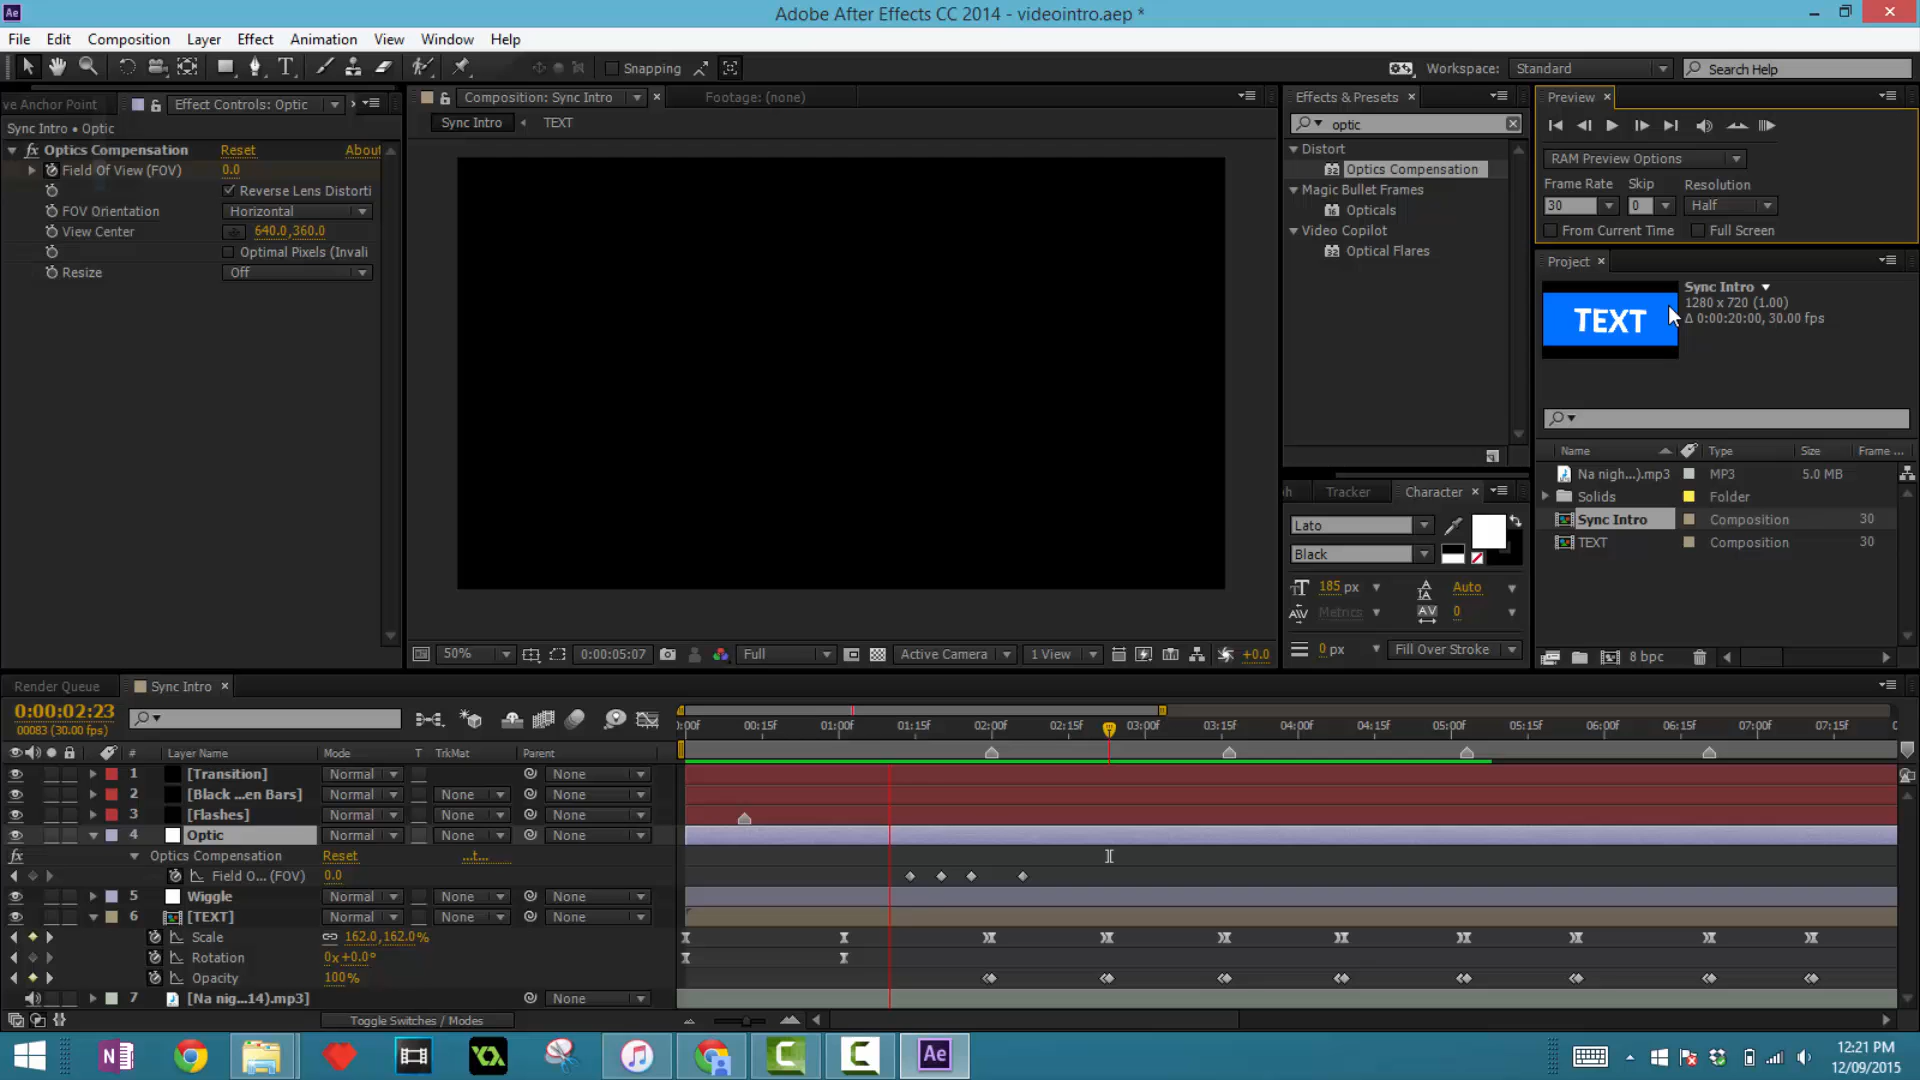 Ae
Adobe After Effects CC 2014 - videointro.aep *
File Edit Composition Layer Effect Animation View Window Help
Snapping
Workspace: Standard
Search Help
ve Anchor Point
Effect Controls: Optic
Sync Intro • Optic
fx Optics Compensation Reset About
Field Of View (FOV) 0.0
Reverse Lens Distorti
FOV Orientation Horizontal
View Center 640.0,360.0
Optimal Pixels (Invali
Resize Off
Composition: Sync Intro
Footage: (none)
Sync Intro TEXT
50% 0:00:05:07 Full Active Camera 1 View +0.0
Effects & Presets
optic
Distort
Optics Compensation
Magic Bullet Frames
Opticals
Video Copilot
Optical Flares
Preview
RAM Preview Options
Frame Rate Skip Resolution
30 0 Half
From Current Time Full Screen
Project
TEXT
Sync Intro
1280 x 720 (1.00)
Δ 0:00:20:00, 30.00 fps
Name Type Size Frame ...
Na nigh...).mp3 MP3 5.0 MB
Solids Folder
Sync Intro Composition 30
TEXT Composition 30
8 bpc
ph Tracker Character
Lato
Black
185 px Auto
Metrics 0
0 px Fill Over Stroke
Render Queue Sync Intro
0:00:02:23
00083 (30.00 fps)
0:00f 00:15f 01:00f 01:15f 02:00f 02:15f 03:00f 03:15f 04:00f 04:15f 05:00f 05:15f 06:00f 06:15f 07:00f 07:15f 0
# Layer Name Mode T TrkMat Parent
1 [Transition] Normal None
2 [Black ...en Bars] Normal None None
3 [Flashes] Normal None None
4 Optic Normal None None
fx Optics Compensation Reset ...t...
Field O... (FOV) 0.0
5 Wiggle Normal None None
6 [TEXT] Normal None None
Scale 162.0,162.0%
Rotation 0x+0.0°
Opacity 100%
7 [Na nig...14).mp3] None
Toggle Switches / Modes
N
Ae
12:21 PM
12/09/2015